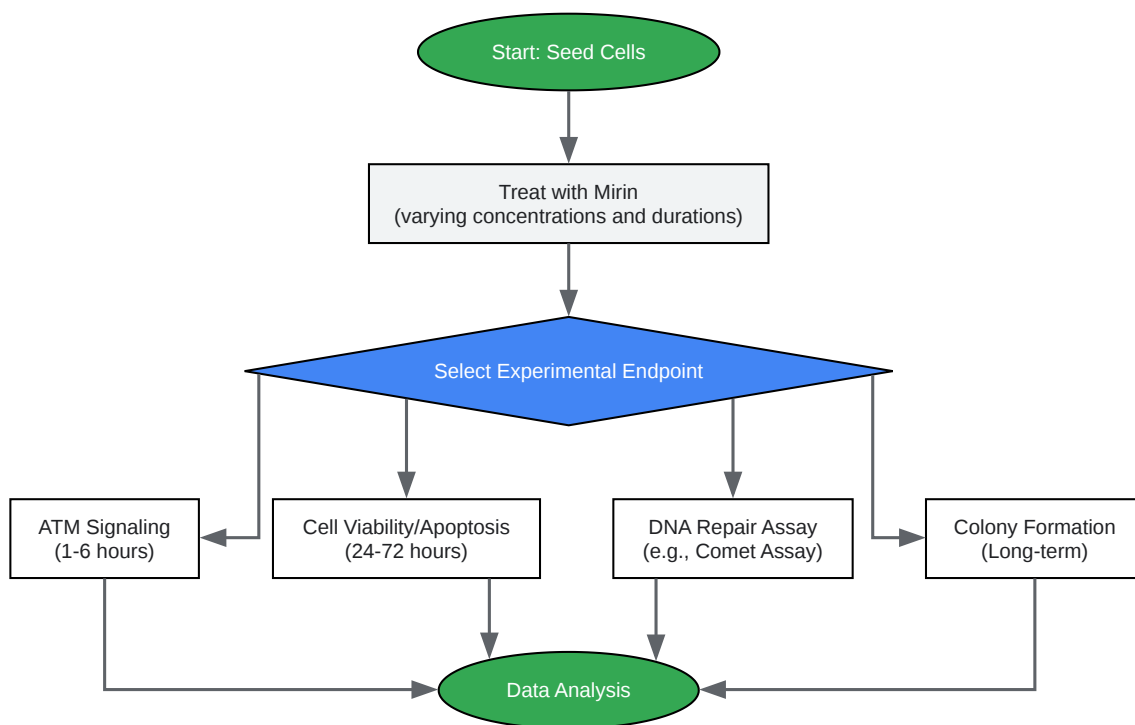 Start: Seed Cells
Treat with Mirin
(varying concentrations and durations)
Select Experimental Endpoint
ATM Signaling
(1-6 hours)
Cell Viability/Apoptosis
(24-72 hours)
DNA Repair Assay
(e.g., Comet Assay)
Colony Formation
(Long-term)
Data Analysis